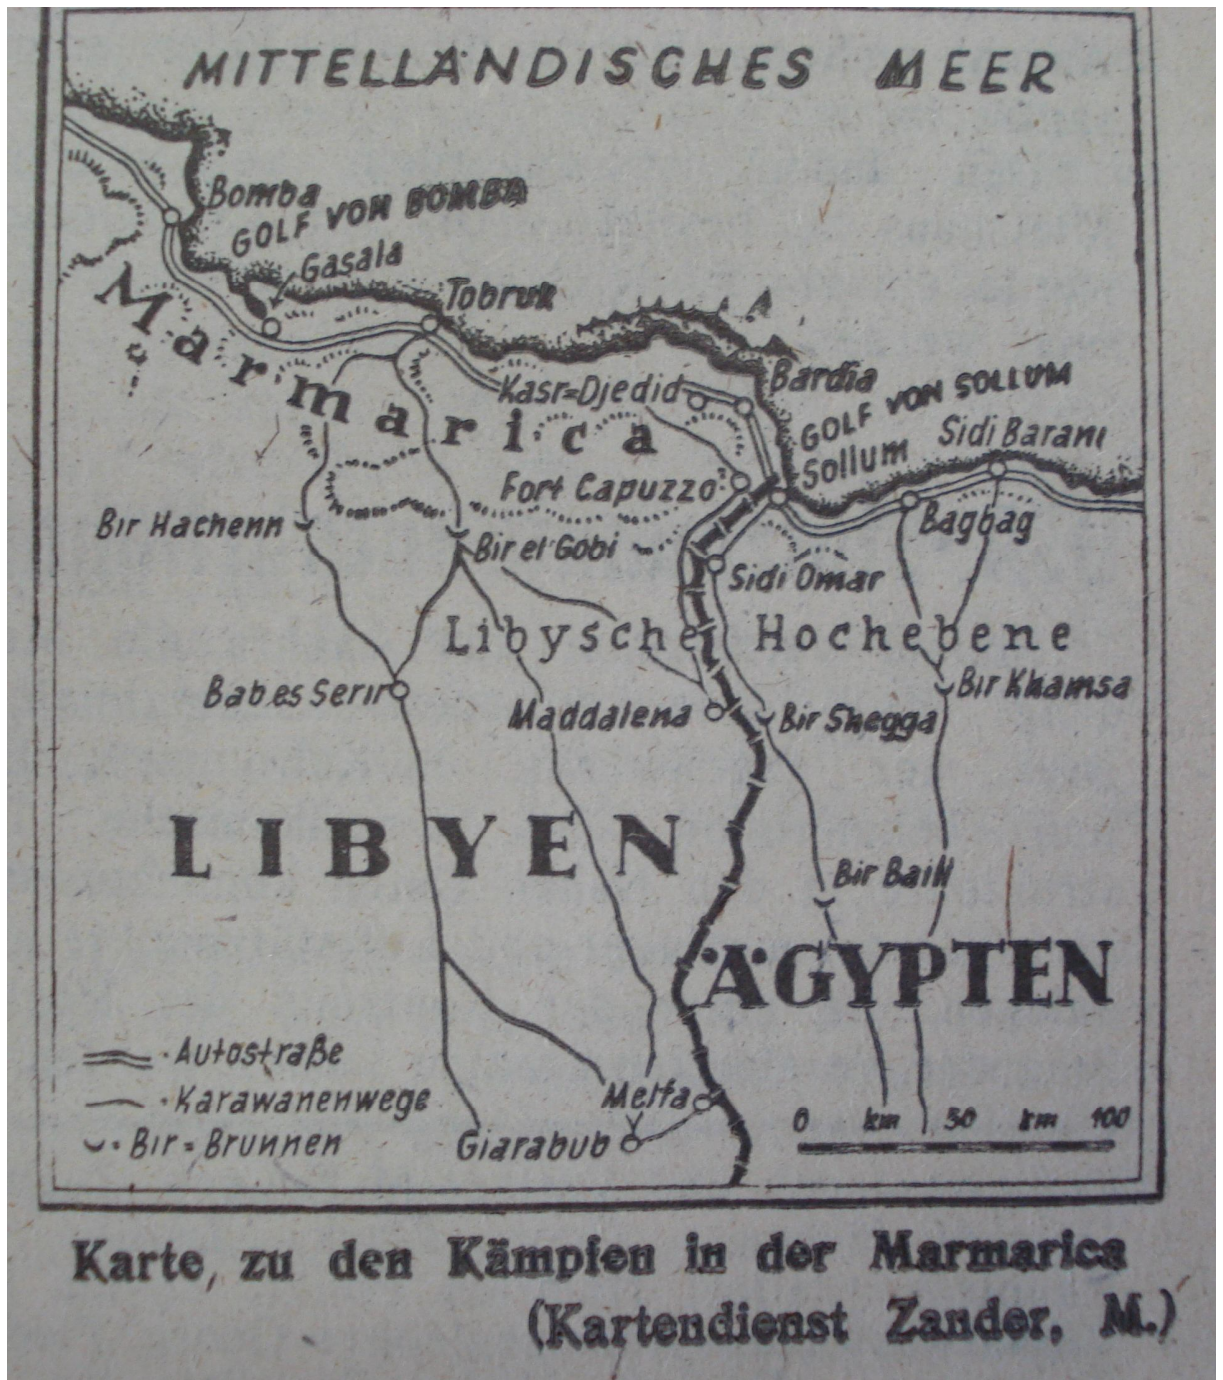 MITTELLÄNDISCHES MEER
Bomba
GOLF VON BOMBA
Gasala
Tobruk
Marmarica
Kasr=Djedid
Bardia
GOLF VON SOLLUM
Sollum
Sidi Barani
Fort Capuzzo
Bagbag
Bir Hachenn
Bir el Gobi
Sidi Omar
Libysche Hochebene
Bab es Serir
Maddalena
Bir Shegga
Bir Khamsa
LIBYEN
Bir Baill
ÄGYPTEN
Autostraße
Karawanenwege
Bir = Brunnen
Melfa
Giarabub
0 km 50 km 100
Karte, zu den Kämpfen in der Marmarica
(Kartendienst Zander, M.)